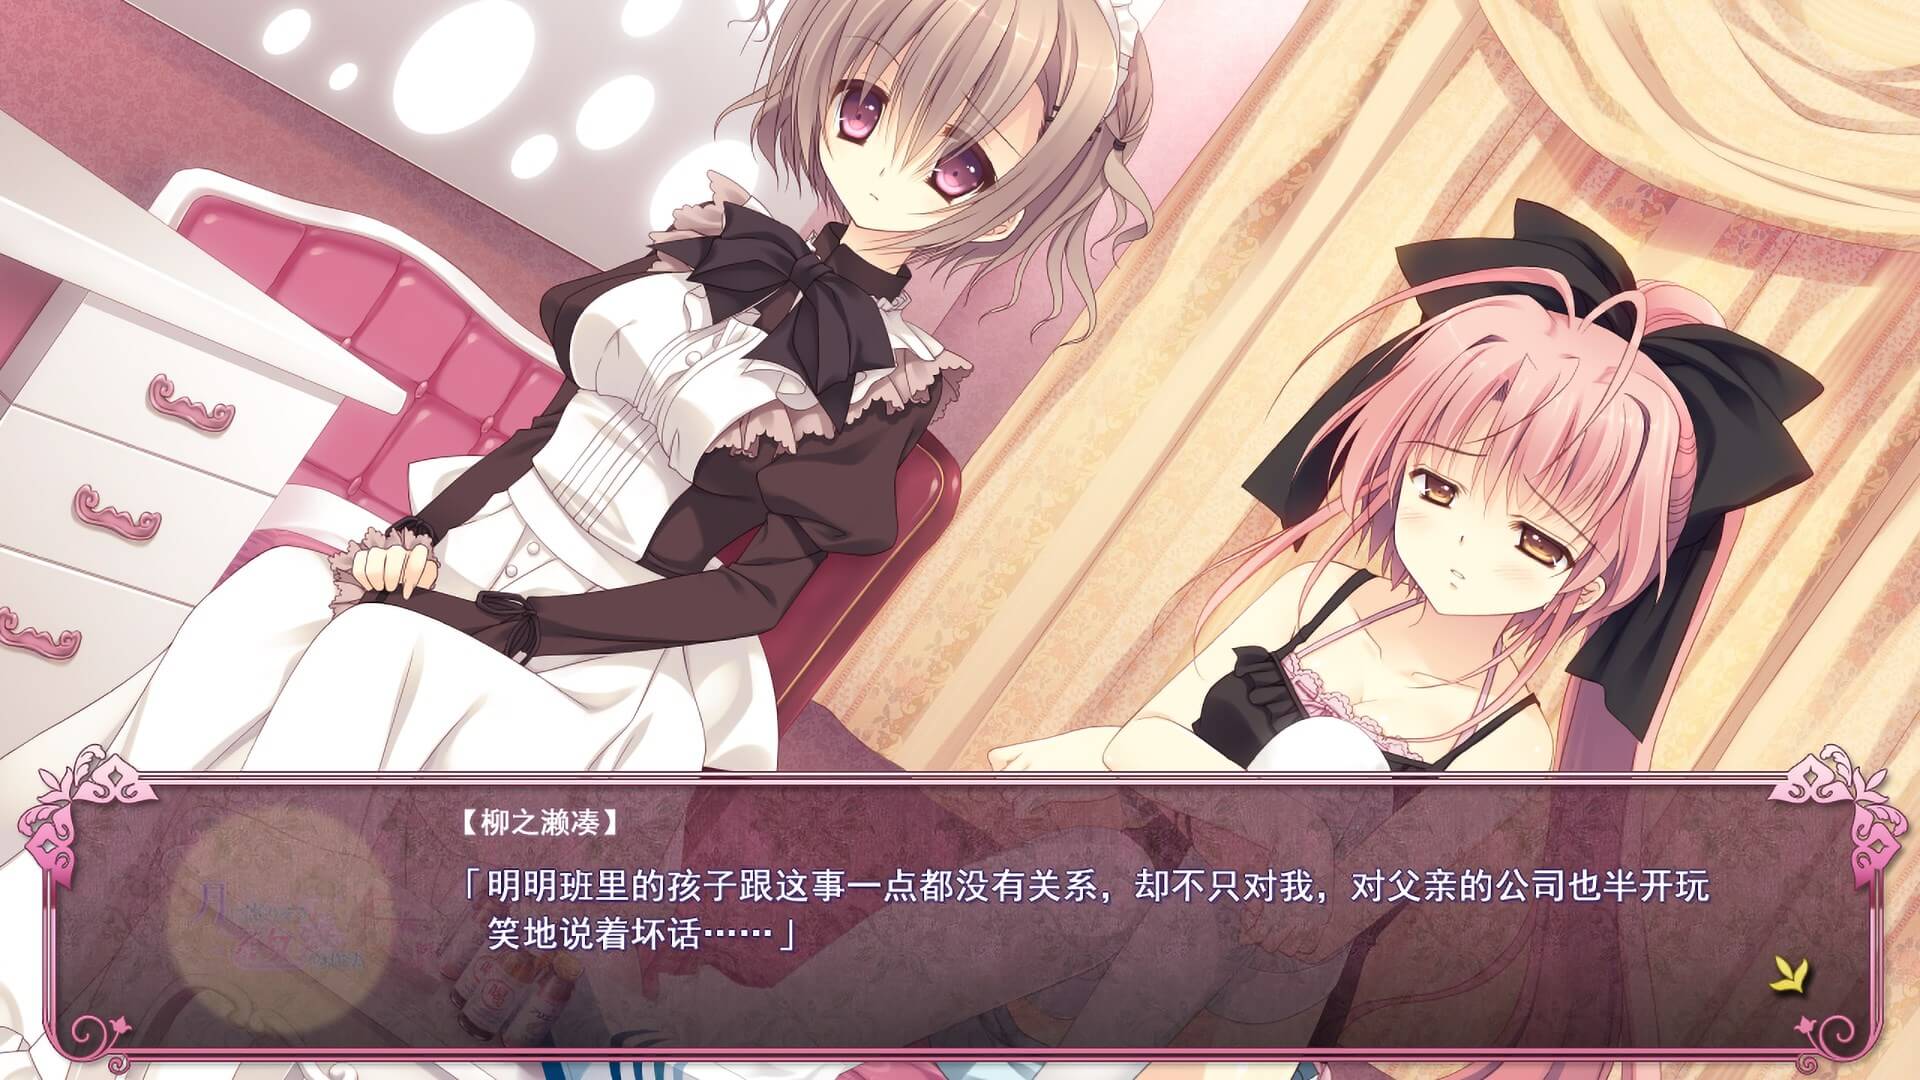 【柳之濑凑】
「明明班里的孩子跟这事一点都没有关系，却不只对我，对父亲的公司也半开玩
笑地说着坏话……」